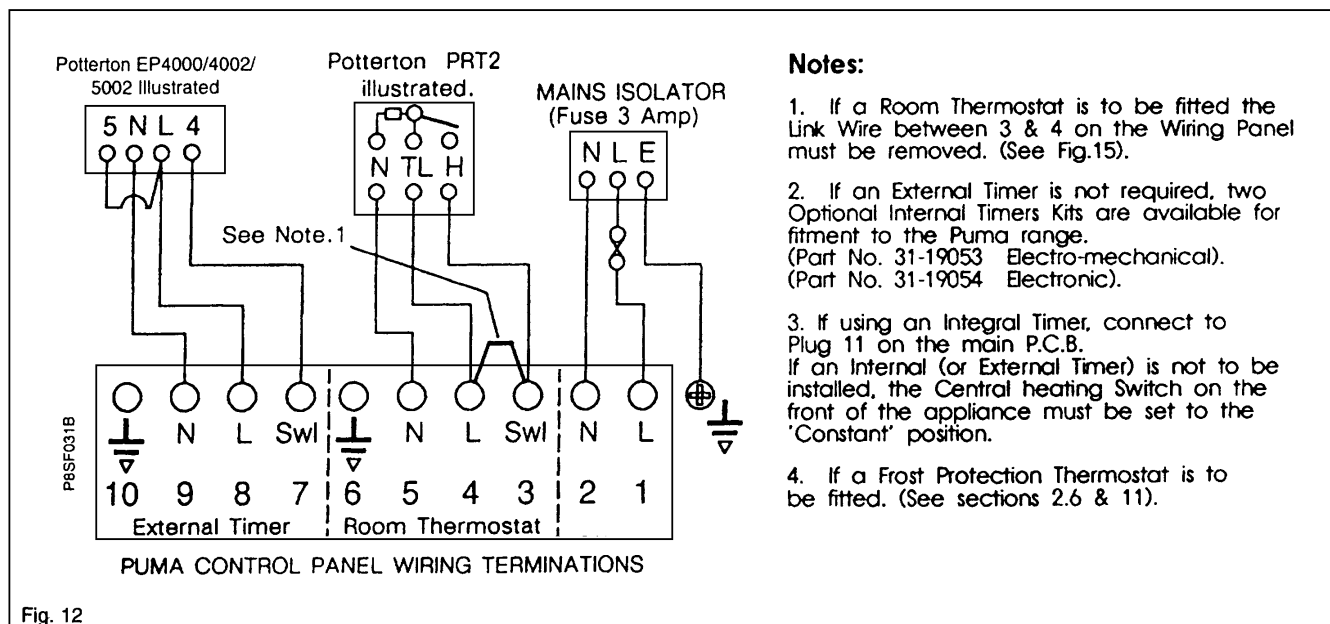 Potterton EP4000/4002/
5002 Illustrated
5 N L 4
Potterton PRT2
illustrated.
N TL H
MAINS ISOLATOR
(Fuse 3 Amp)
N L E
See Note.1
P8SF031B
N L Swl N L Swl N L
10 9 8 7 6 5 4 3 2 1
External Timer Room Thermostat
PUMA CONTROL PANEL WIRING TERMINATIONS
Fig. 12
Notes:
1. If a Room Thermostat is to be fitted the
Link Wire between 3 & 4 on the Wiring Panel
must be removed. (See Fig.15).
2. If an External Timer is not required, two
Optional Internal Timers Kits are available for
fitment to the Puma range.
(Part No. 31-19053 Electro-mechanical).
(Part No. 31-19054 Electronic).
3. If using an Integral Timer, connect to
Plug 11 on the main P.C.B.
If an Internal (or External Timer) is not to be
installed, the Central heating Switch on the
front of the appliance must be set to the
'Constant' position.
4. If a Frost Protection Thermostat is to
be fitted. (See sections 2.6 & 11).